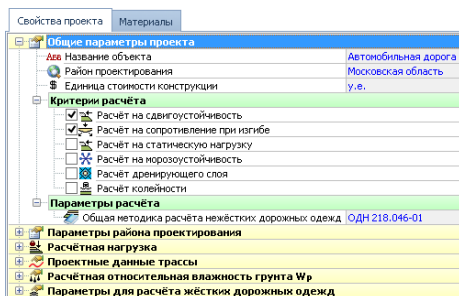 Свойства проекта Материалы
Общие параметры проекта
Abb Название объекта Автомобильная дорога
Район проектирования Московская область
$ Единица стоимости конструкции у.е.
Критерии расчёта
Расчёт на сдвигоустойчивость
Расчёт на сопротивление при изгибе
Расчёт на статическую нагрузку
Расчёт на морозоустойчивость
Расчёт дренирующего слоя
Расчёт колейности
Параметры расчёта
Общая методика расчёта нежёстких дорожных одежд ОДН 218.046-01
Параметры района проектирования
Расчётная нагрузка
Проектные данные трассы
Расчётная относительная влажность грунта Wр
Параметры для расчёта жёстких дорожных одежд